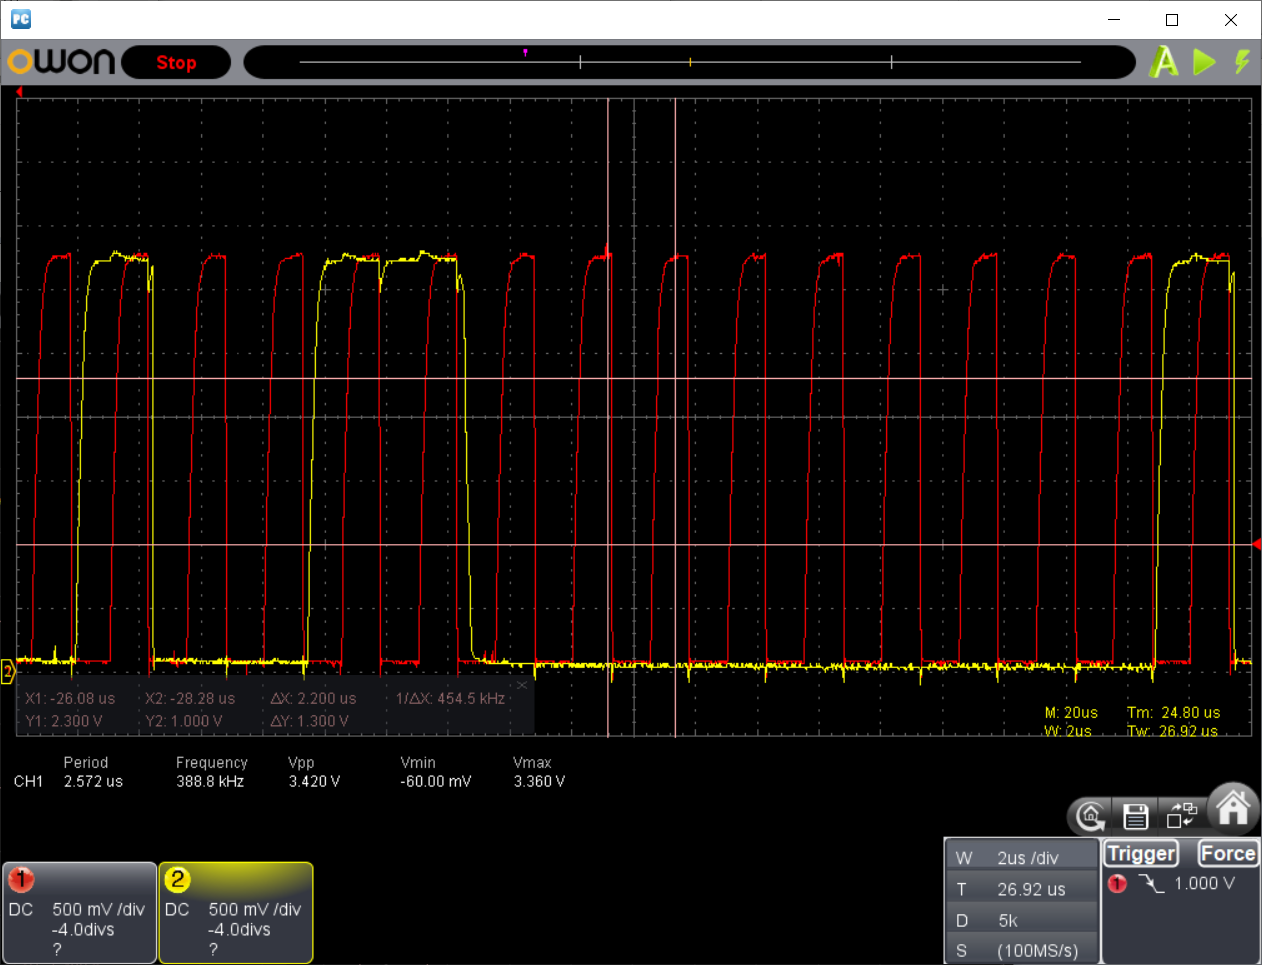 PC
owon Stop
A
2
X1: -26.08 us X2: -28.28 us ΔX: 2.200 us 1/ΔX: 454.5 kHz
Y1: 2.300 V Y2: 1.000 V ΔY: 1.300 V
M: 20us Tm: 24.80 us
W: 2us Tw: 26.92 us
Period Frequency Vpp Vmin Vmax
CH1 2.572 us 388.8 kHz 3.420 V -60.00 mV 3.360 V
1
DC 500 mV /div
-4.0divs
?
2
DC 500 mV /div
-4.0divs
?
W 2us /div
T 26.92 us
D 5k
S (100MS/s)
Trigger Force
1 1.000 V